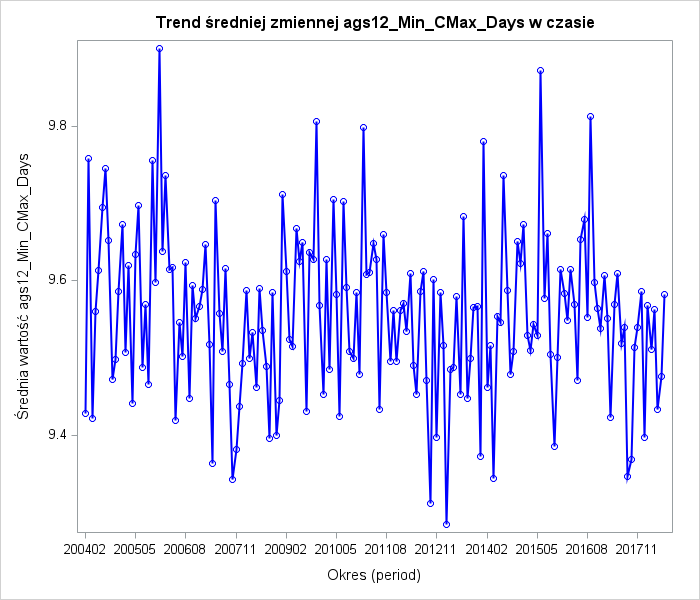 Trend średniej zmiennej ags12_Min_CMax_Days w czasie
Średnia wartość ags12_Min_CMax_Days
9.8
9.6
9.4
200402 200505 200608 200711 200902 201005 201108 201211 201402 201505 201608 201711
Okres (period)